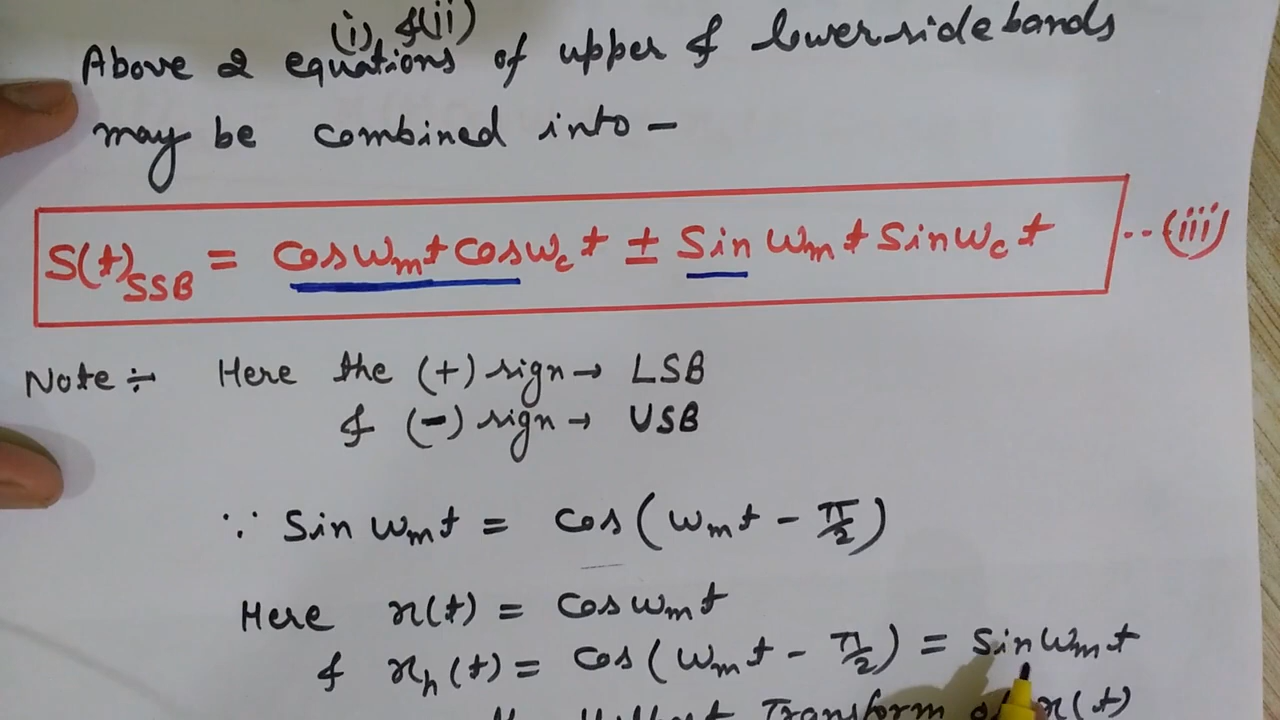 (i) & (ii)
Above 2 equations of upper & lower side bands
may be combined into –
S(t)SSB = Cos ωmt Cos ωct ± Sin ωmt Sin ωct ..(iii)
Note :- Here the (+) sign → LSB
& (-) sign → USB
∵ Sin ωmt = Cos(ωmt - π/2)
Here x(t) = Cos ωmt
& xh(t) = Cos(ωmt - π/2) = Sin ωmt
Transform of x(t)